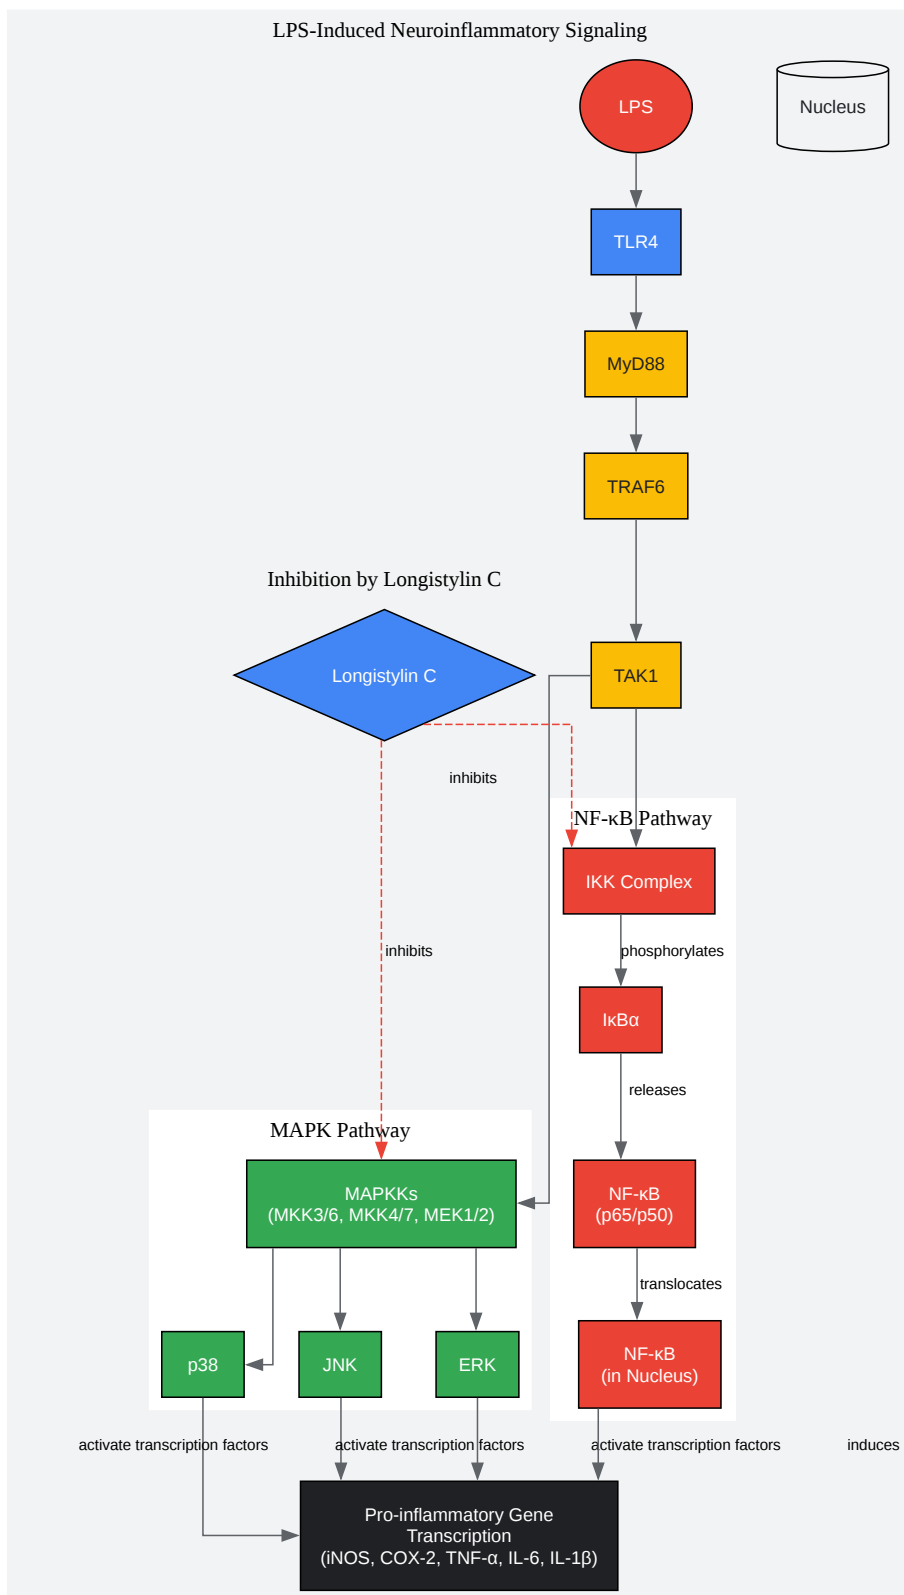 LPS-Induced Neuroinflammatory Signaling
LPS
Nucleus
TLR4
MyD88
TRAF6
Inhibition by Longistylin C
Longistylin C
TAK1
inhibits
NF-κB Pathway
IKK Complex
inhibits
phosphorylates
IκBα
releases
MAPK Pathway
MAPKKs
(MKK3/6, MKK4/7, MEK1/2)
NF-κB
(p65/p50)
translocates
p38
JNK
ERK
NF-κB
(in Nucleus)
activate transcription factors
activate transcription factors
activate transcription factors
induces
Pro-inflammatory Gene
Transcription
(iNOS, COX-2, TNF-α, IL-6, IL-1β)